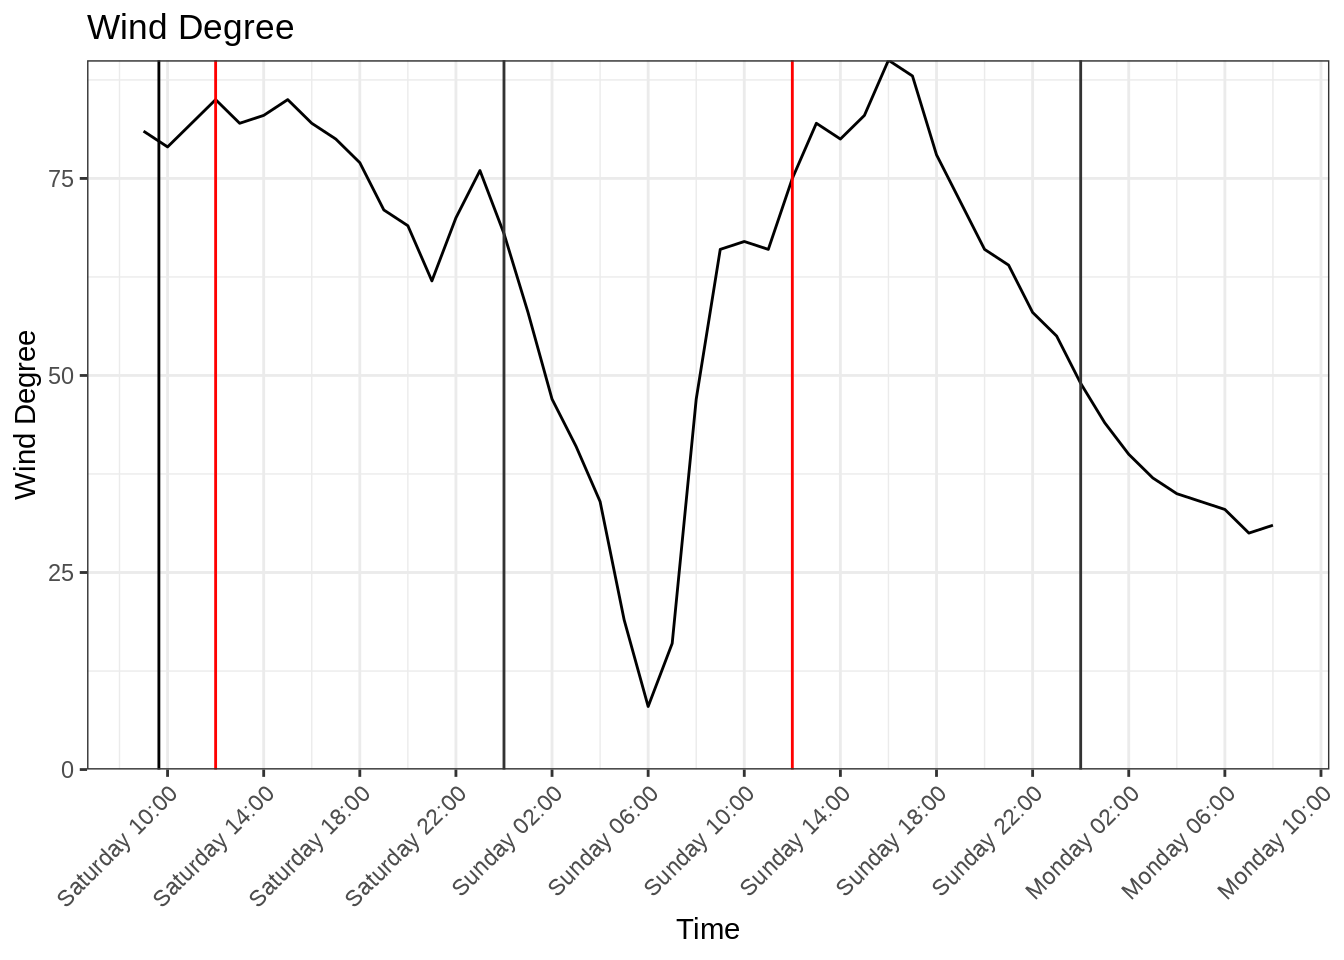 Wind Degree
Wind Degree
75
50
25
0
Saturday 10:00
Saturday 14:00
Saturday 18:00
Saturday 22:00
Sunday 02:00
Sunday 06:00
Sunday 10:00
Sunday 14:00
Sunday 18:00
Sunday 22:00
Monday 02:00
Monday 06:00
Monday 10:00
Time